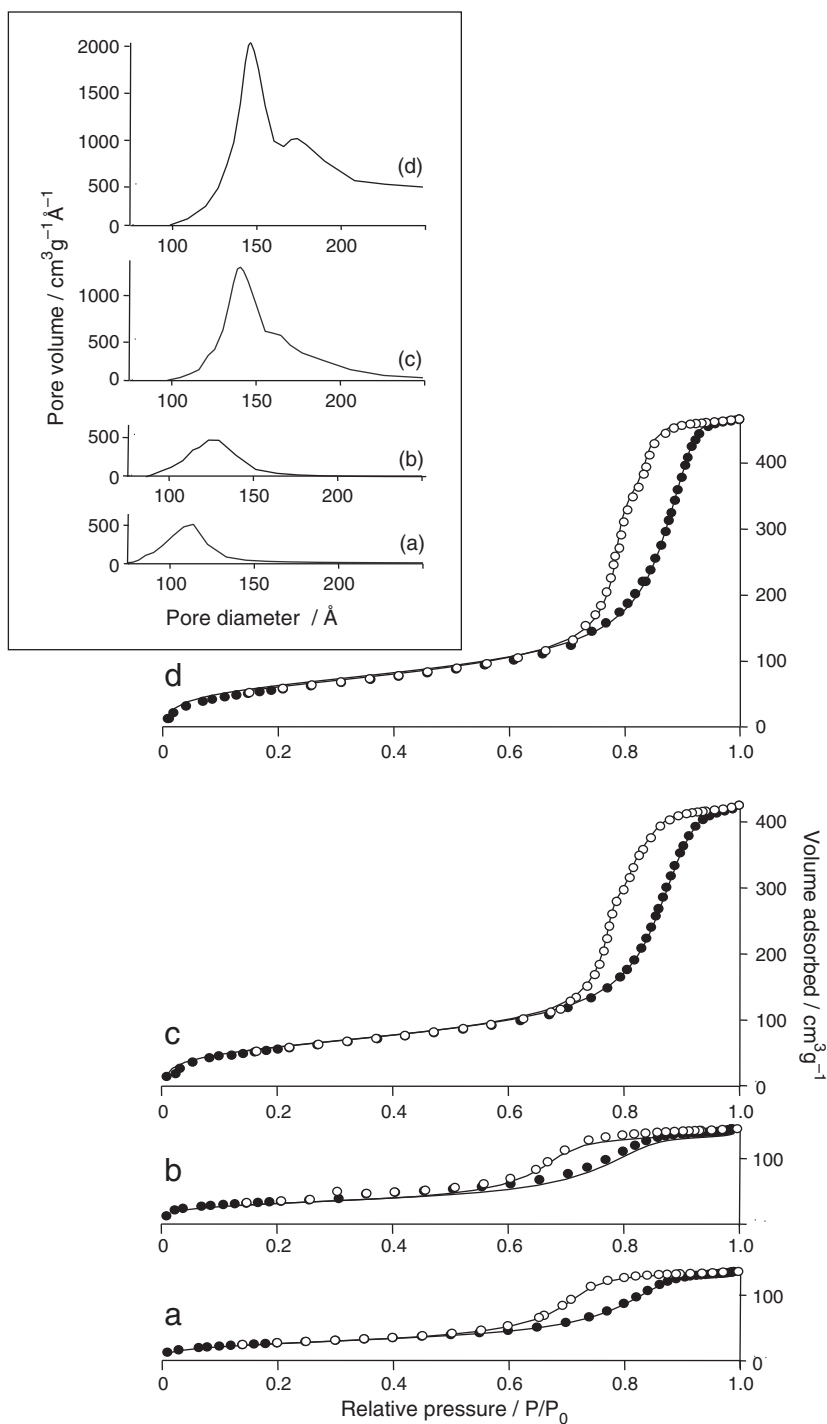 2000
1500
1000
500
0
(d)
100 150 200
1000
500
0
(c)
100 150 200
500
0
(b)
100 150 200
500
0
(a)
100 150 200
Pore diameter / Å
Pore volume / cm³g⁻¹Å⁻¹
400
300
200
100
0
d
0 0.2 0.4 0.6 0.8 1.0
400
300
200
100
0
c
0 0.2 0.4 0.6 0.8 1.0
Volume adsorbed / cm³g⁻¹
b
100
0 0.2 0.4 0.6 0.8 1.0
a
100
0
0 0.2 0.4 0.6 0.8 1.0
Relative pressure / P/P₀